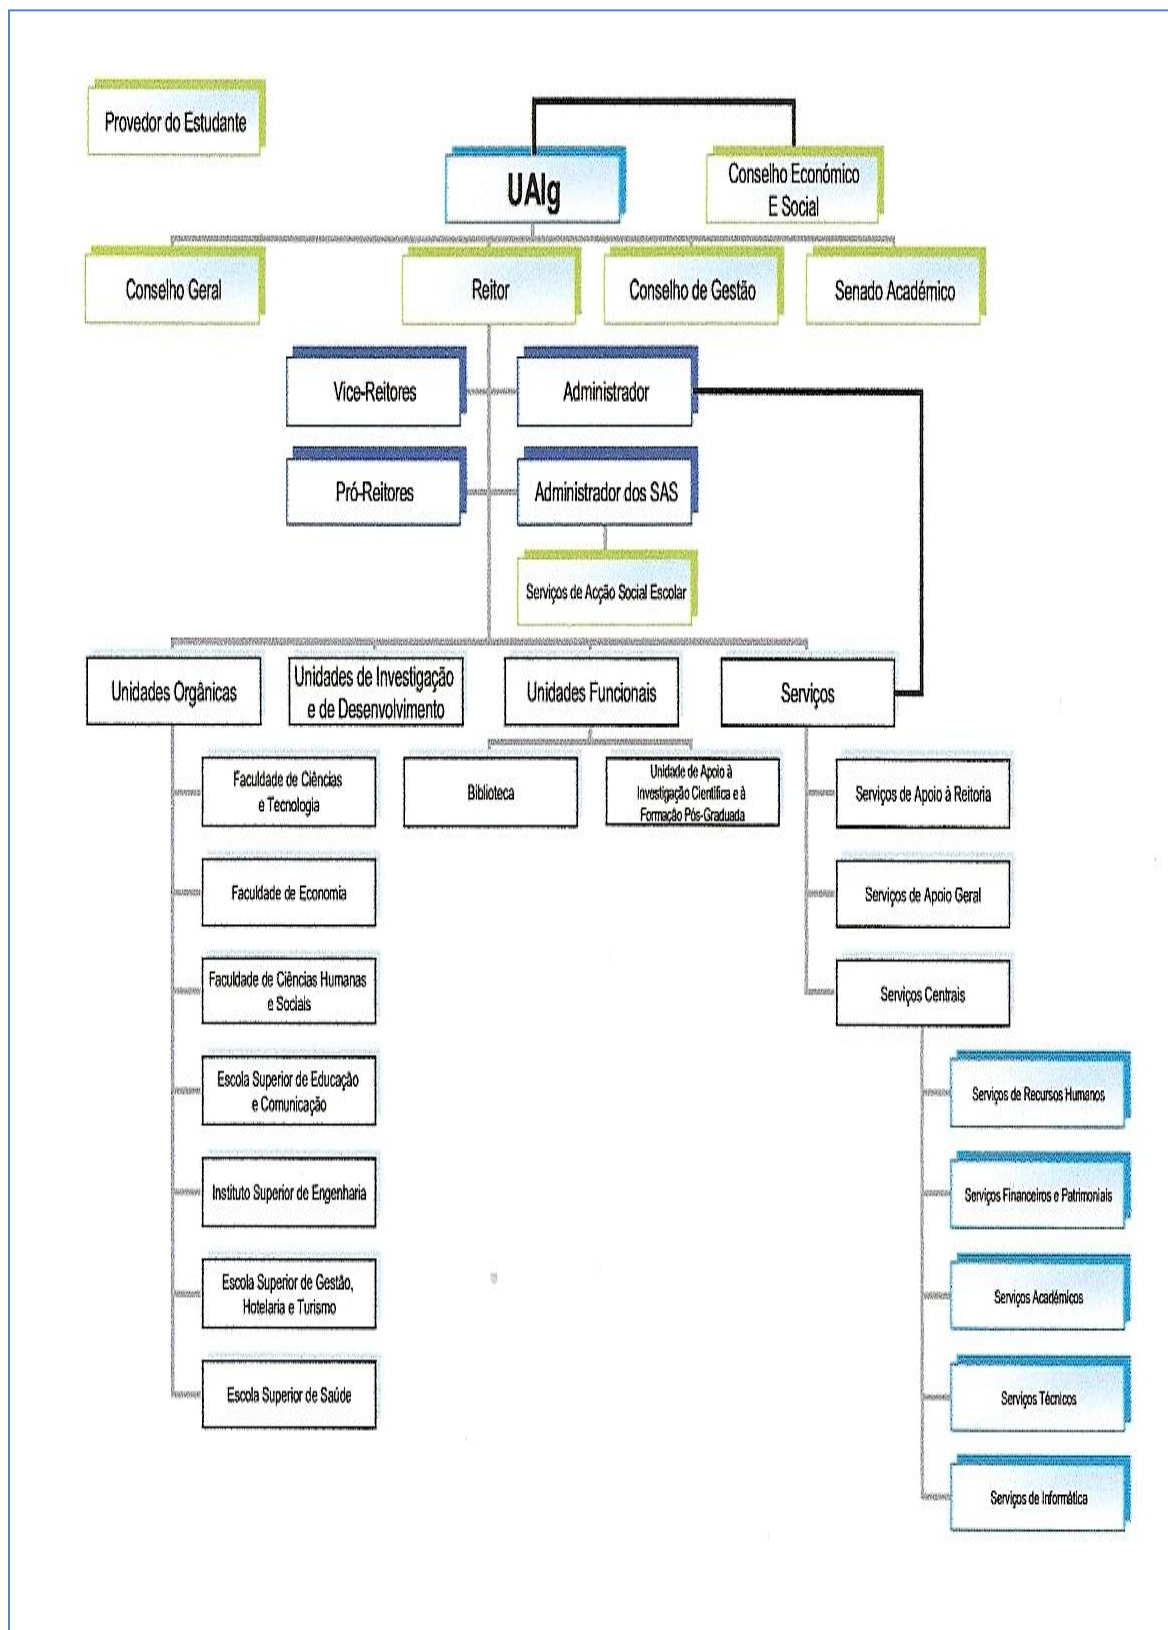 Provedor do Estudante
UAlg
Conselho Económico
E Social
Conselho Geral
Reitor
Conselho de Gestão
Senado Académico
Vice-Reitores
Administrador
Pró-Reitores
Administrador dos SAS
Serviços de Acção Social Escolar
Unidades Orgânicas
Unidades de Investigação
e de Desenvolvimento
Unidades Funcionais
Serviços
Faculdade de Ciências
e Tecnologia
Biblioteca
Unidade de Apoio à
Investigação Científica e à
Formação Pós-Graduada
Serviços de Apoio à Reitoria
Faculdade de Economia
Serviços de Apoio Geral
Faculdade de Ciências Humanas
e Sociais
Serviços Centrais
Escola Superior de Educação
e Comunicação
Serviços de Recursos Humanos
Instituto Superior de Engenharia
Serviços Financeiros e Patrimoniais
Escola Superior de Gestão,
Hotelaria e Turismo
Serviços Académicos
Escola Superior de Saúde
Serviços Técnicos
Serviços de Informática